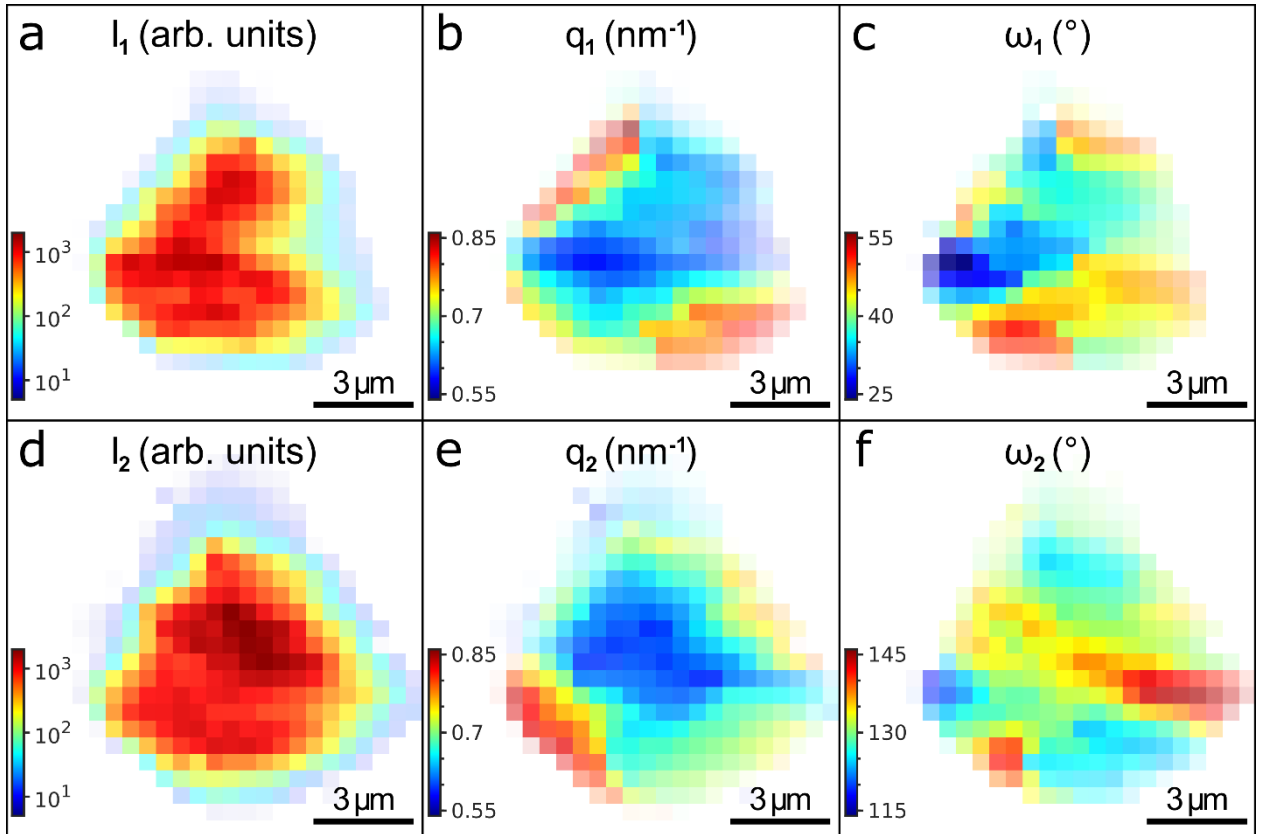 a I₁ (arb. units)
10³
10²
10¹
3 µm
b q₁ (nm⁻¹)
0.85
0.7
0.55
3 µm
c ω₁ (°)
55
40
25
3 µm
d I₂ (arb. units)
10³
10²
10¹
3 µm
e q₂ (nm⁻¹)
0.85
0.7
0.55
3 µm
f ω₂ (°)
145
130
115
3 µm